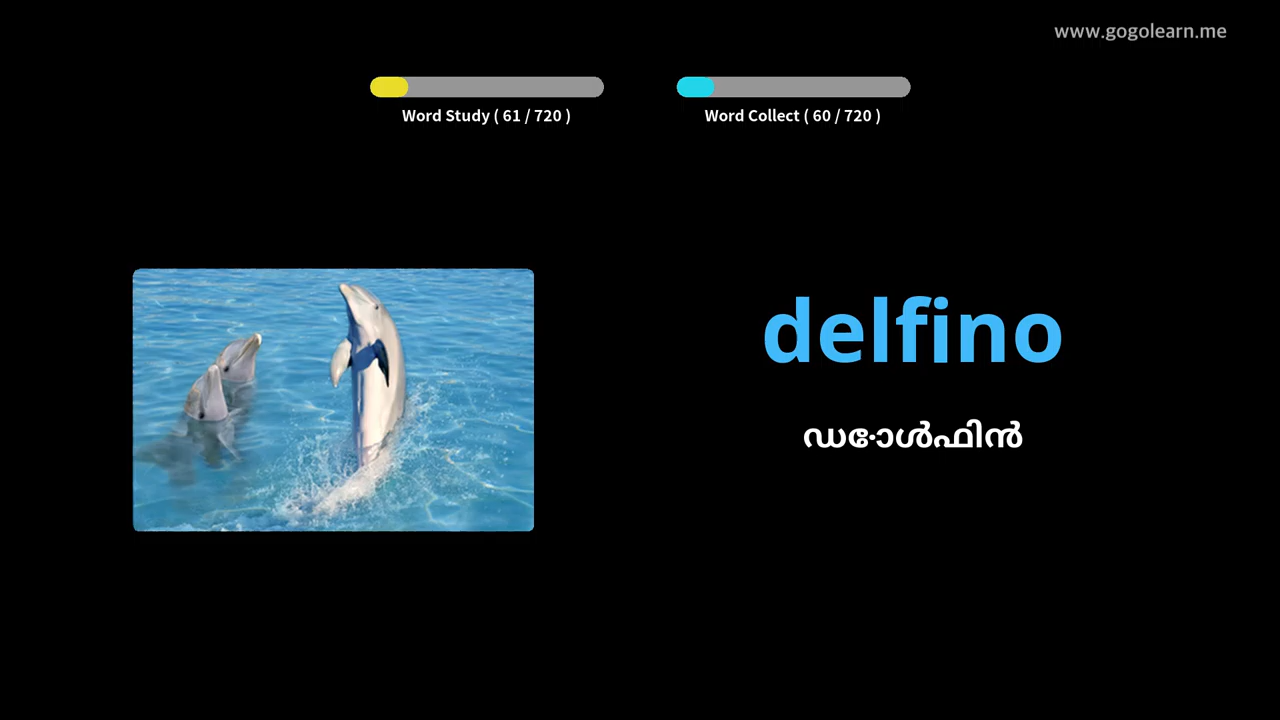 www.gogolearn.me
Word Study ( 61 / 720 )
Word Collect ( 60 / 720 )
delfino
ഡോൾഫിൻ